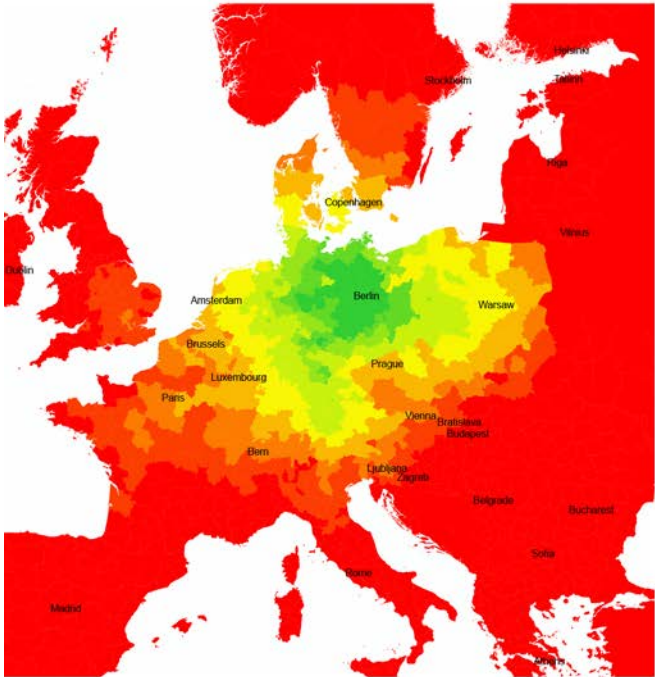 Helsinki
Stockholm
Tallinn
Riga
Copenhagen
Vilnius
Dublin
Berlin
Amsterdam
Warsaw
Brussels
Prague
Luxembourg
Paris
Vienna
Bratislava
Budapest
Bern
Ljubljana
Zagreb
Belgrade
Bucharest
Sofia
Rome
Madrid
Athens